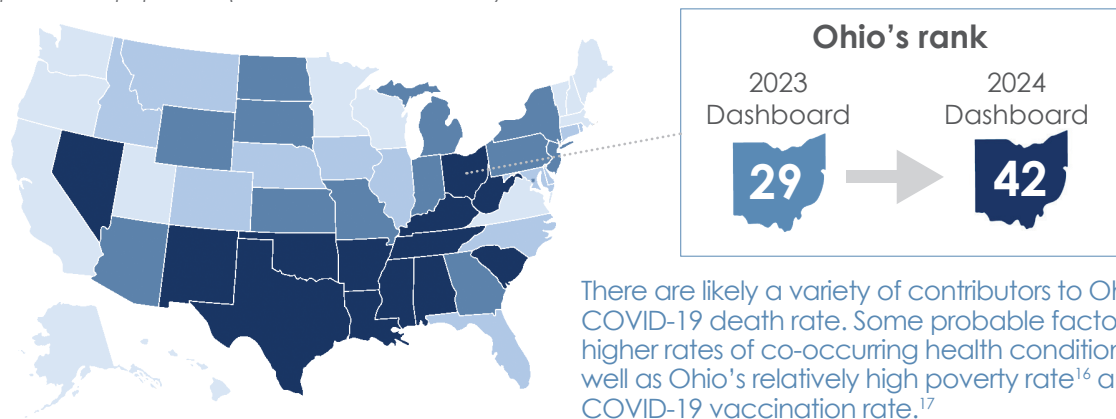 Ohio's rank
2023
Dashboard
2024
Dashboard
29
42
There are likely a variety of contributors to
COVID-19 death rate. Some probable
higher rates of co-occurring health
well as Ohio's relatively high poverty rate¹⁶
COVID-19 vaccination rate.¹⁷